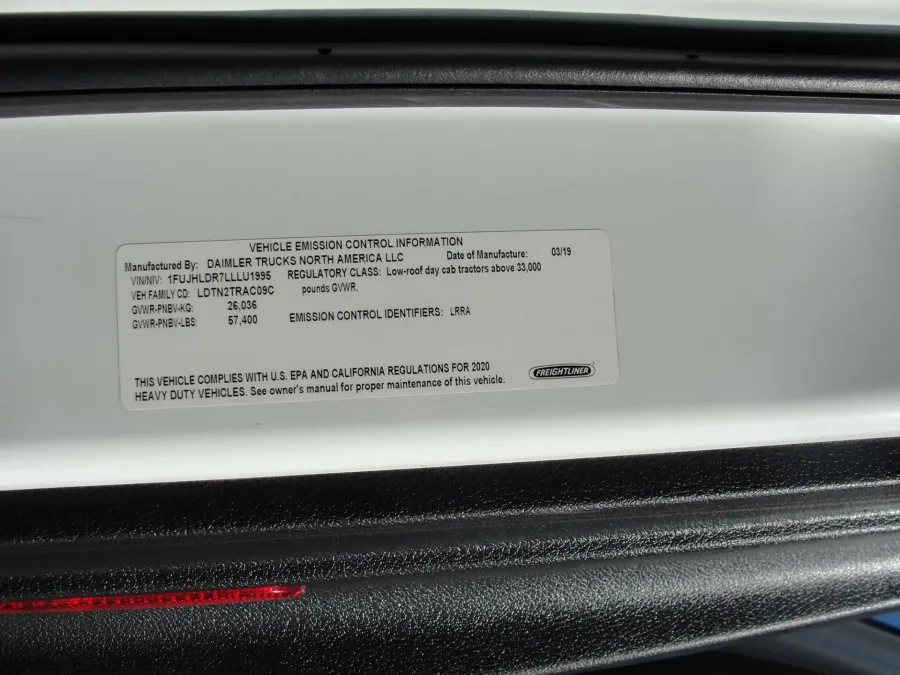 VEHICLE EMISSION CONTROL INFORMATION
Manufactured By: DAIMLER TRUCKS NORTH AMERICA LLC Date of Manufacture: 03/19
VIN/NIV: 1FUJHLDR7LLLU1995 REGULATORY CLASS: Low-roof day cab tractors above 33,000
VEH FAMILY CD: LDTN2TRAC09C pounds GVWR.
GVWR-PNBV-KG: 26,036
GVWR-PNBV-LBS: 57,400 EMISSION CONTROL IDENTIFIERS: LRRA
THIS VEHICLE COMPLIES WITH U.S. EPA AND CALIFORNIA REGULATIONS FOR 2020
HEAVY DUTY VEHICLES. See owner's manual for proper maintenance of this vehicle.
FREIGHTLINER